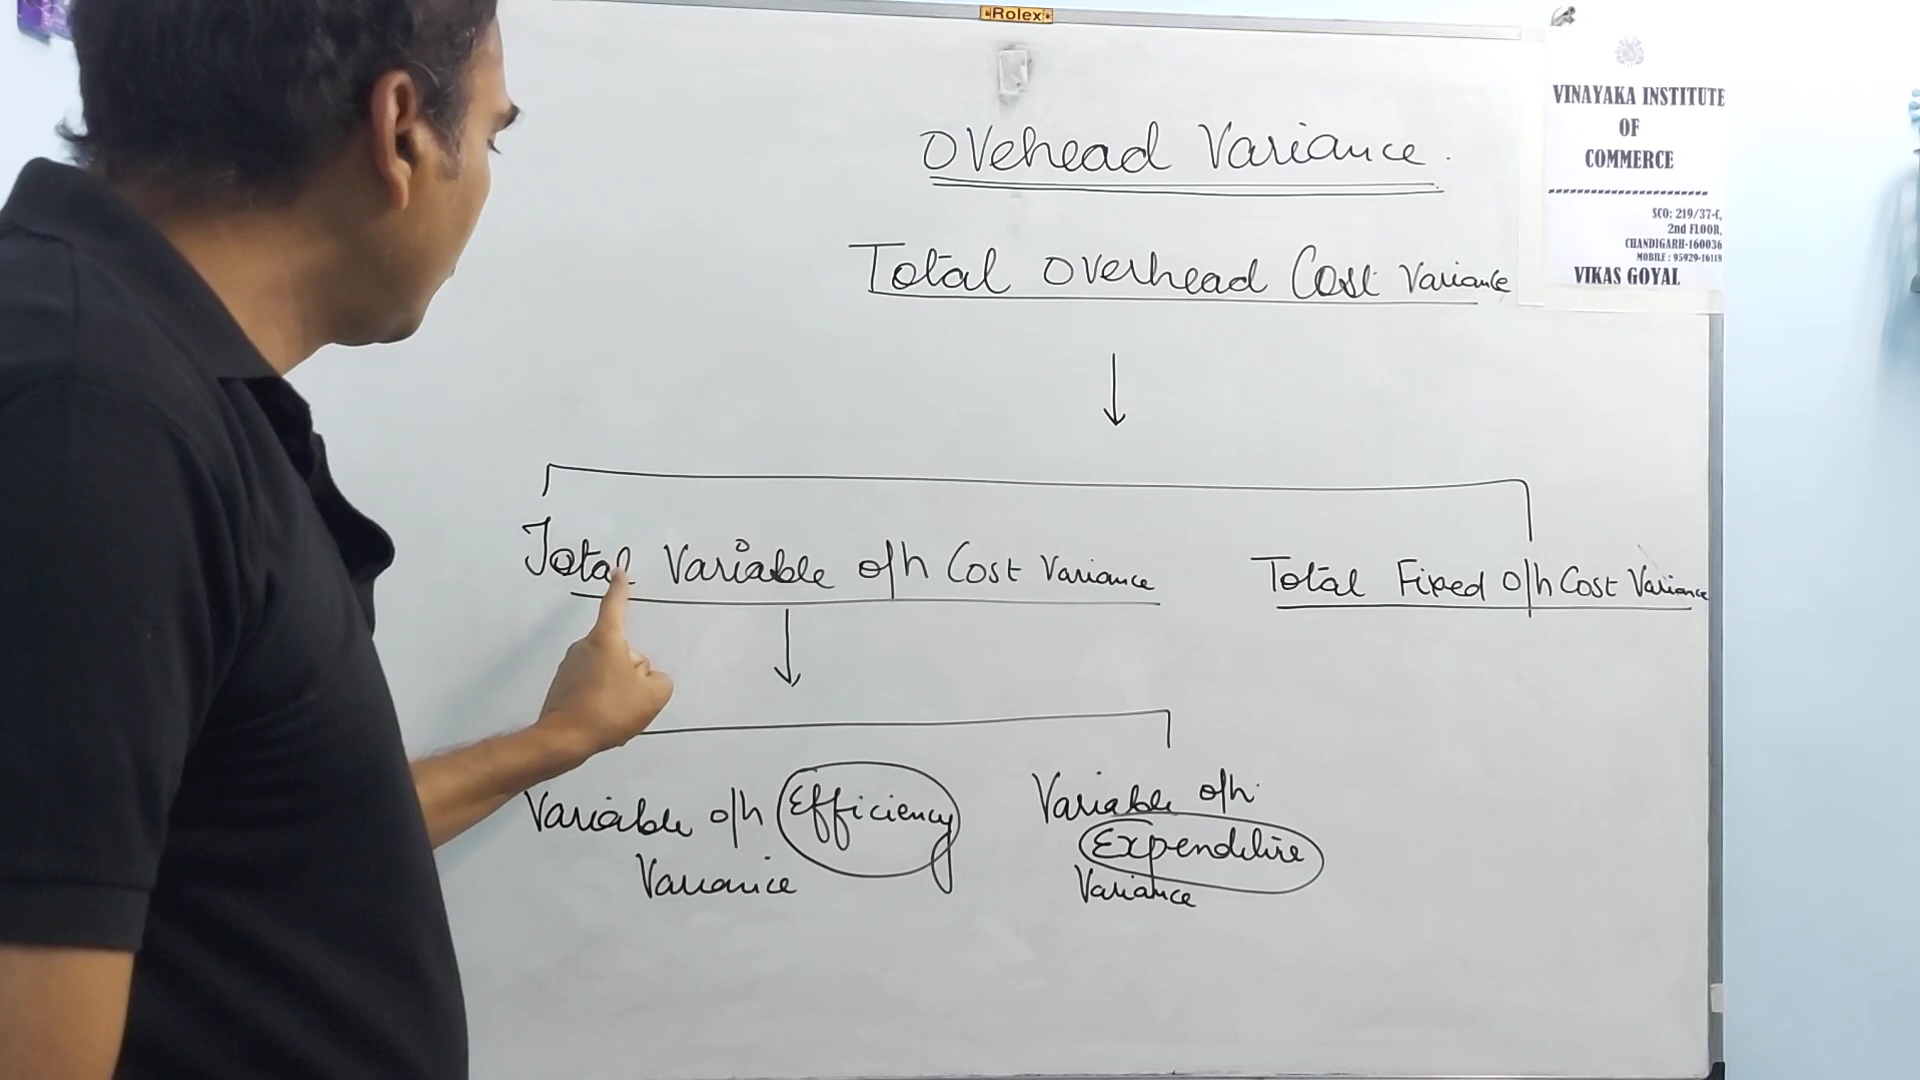 Rolex
VINAYAKA INSTITUTE
OF
COMMERCE
SCO: 219/37-C,
2nd FLOOR,
CHANDIGARH-160036
MOBILE : 95929-16118
VIKAS GOYAL
Ovehead Variance.
Total Overhead Cost Variance
Total Variable o/h Cost Variance
Total Fixed O/h Cost Variance
Variable o/h Efficiency
Variance
Variable o/h
Expenditure
Variance